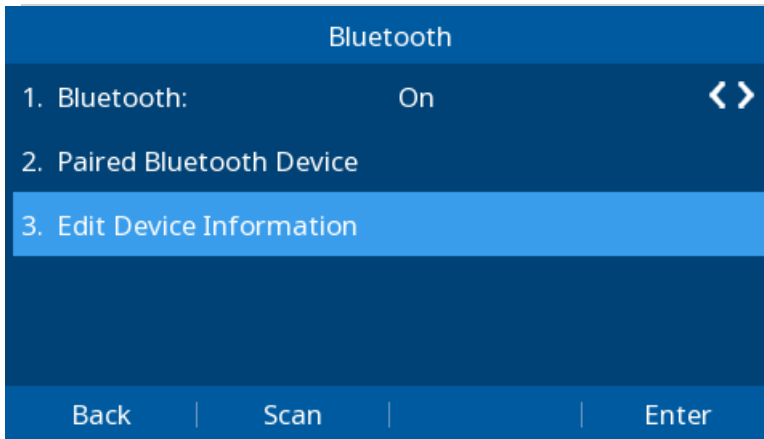 Bluetooth
1. Bluetooth: On
2. Paired Bluetooth Device
3. Edit Device Information
Back Scan Enter